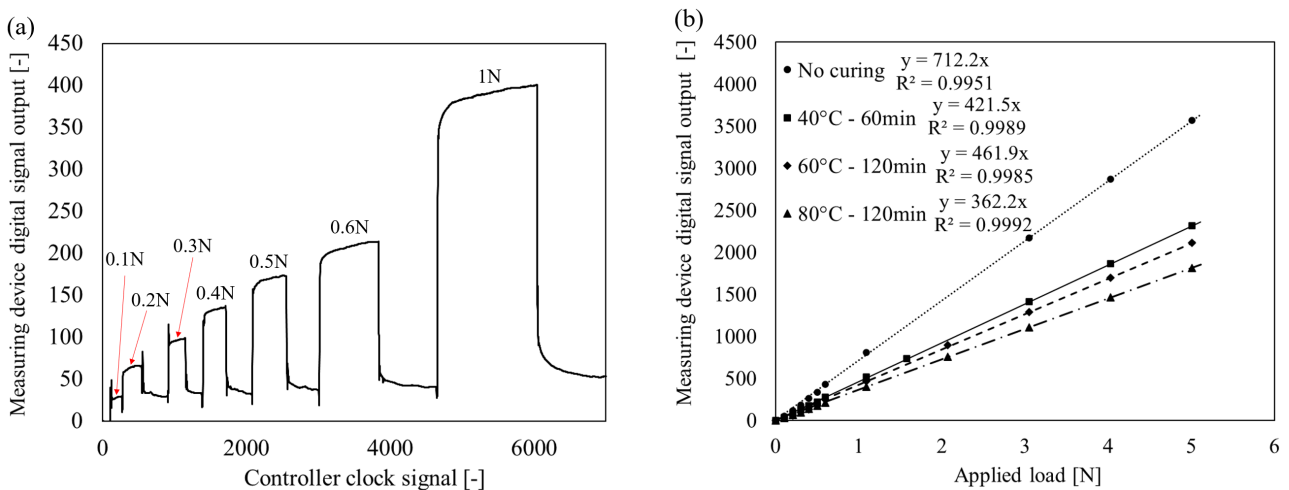 (a)
Measuring device digital signal output [-]
450
400
350
300
250
200
150
100
50
0
0
2000
4000
6000
Controller clock signal [-]
0.1N
0.2N
0.3N
0.4N
0.5N
0.6N
1N
(b)
Measuring device digital signal output [-]
4500
4000
3500
3000
2500
2000
1500
1000
500
0
0
1
2
3
4
5
6
Applied load [N]
No curing
y = 712.2x
R² = 0.9951
40°C - 60min
y = 421.5x
R² = 0.9989
60°C - 120min
y = 461.9x
R² = 0.9985
80°C - 120min
y = 362.2x
R² = 0.9992